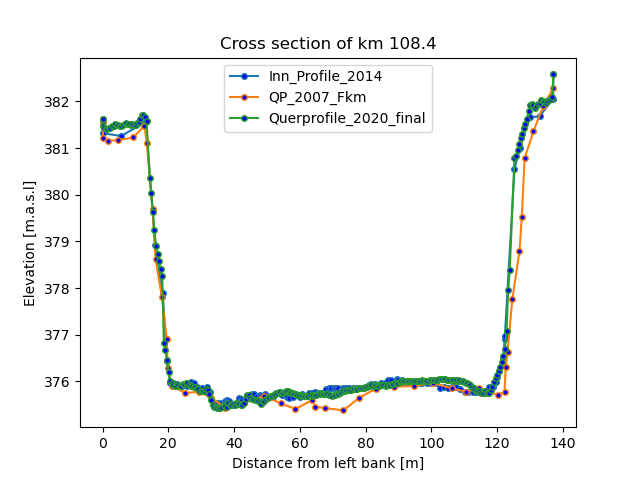 Cross section of km 108.4
Inn_Profile_2014
QP_2007_Fkm
Querprofile_2020_final
382
381
380
379
378
377
376
Elevation [m.a.s.l]
0 20 40 60 80 100 120 140
Distance from left bank [m]